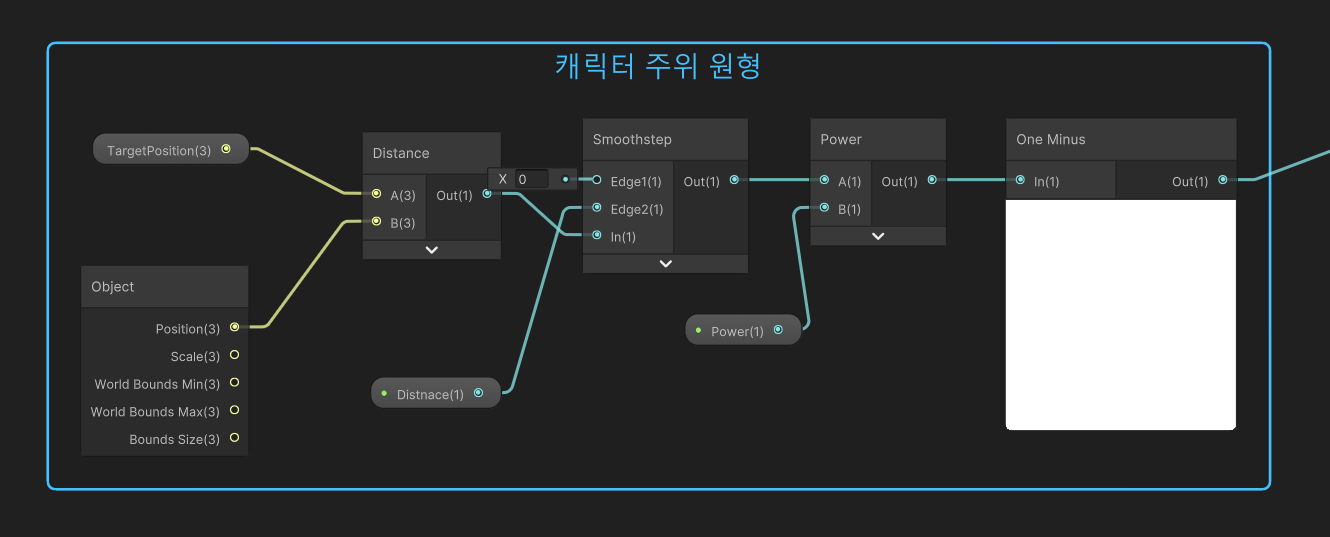 캐릭터 주위 원형
TargetPosition(3)
Distance
A(3)
B(3)
Out(1)
X 0
Smoothstep
Edge1(1)
Edge2(1)
In(1)
Out(1)
Power
A(1)
B(1)
Out(1)
One Minus
In(1)
Out(1)
Object
Position(3)
Scale(3)
World Bounds Min(3)
World Bounds Max(3)
Bounds Size(3)
Distnace(1)
Power(1)